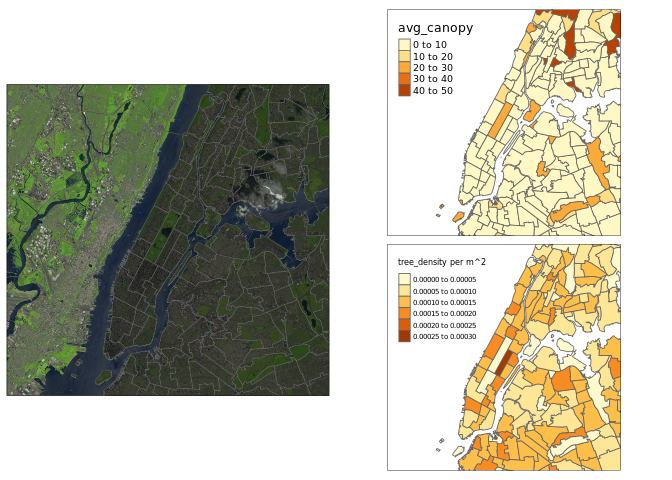 avg_canopy
0 to 10
10 to 20
20 to 30
30 to 40
40 to 50
tree_density per m^2
0.00000 to 0.00005
0.00005 to 0.00010
0.00010 to 0.00015
0.00015 to 0.00020
0.00020 to 0.00025
0.00025 to 0.00030